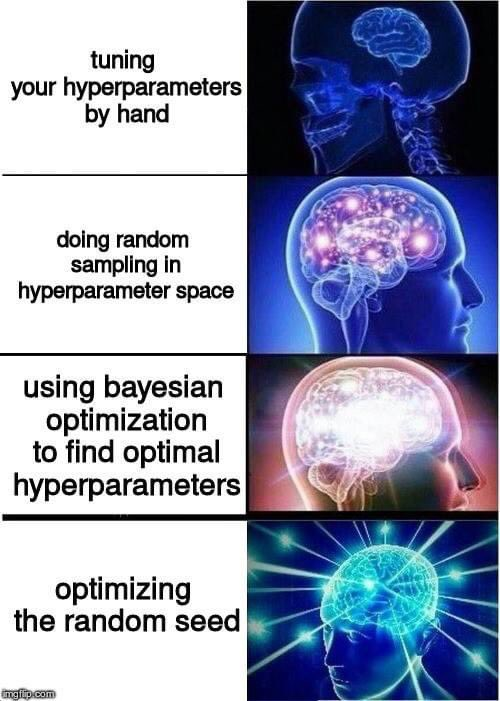 tuning
your hyperparameters
by hand
doing random
sampling in
hyperparameter space
using bayesian
optimization
to find optimal
hyperparameters
optimizing
the random seed
imgflip.com